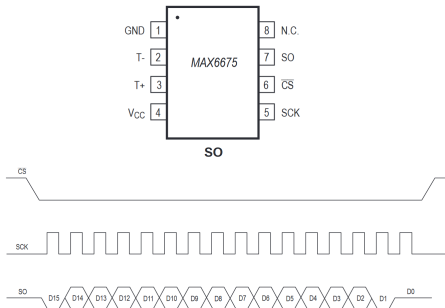 GND 1 8 N.C.
T- 2 MAX6675 7 SO
T+ 3 6 CS
VCC 4 5 SCK
SO
CS
SCK
SO D15 D14 D13 D12 D11 D10 D9 D8 D7 D6 D5 D4 D3 D2 D1 D0